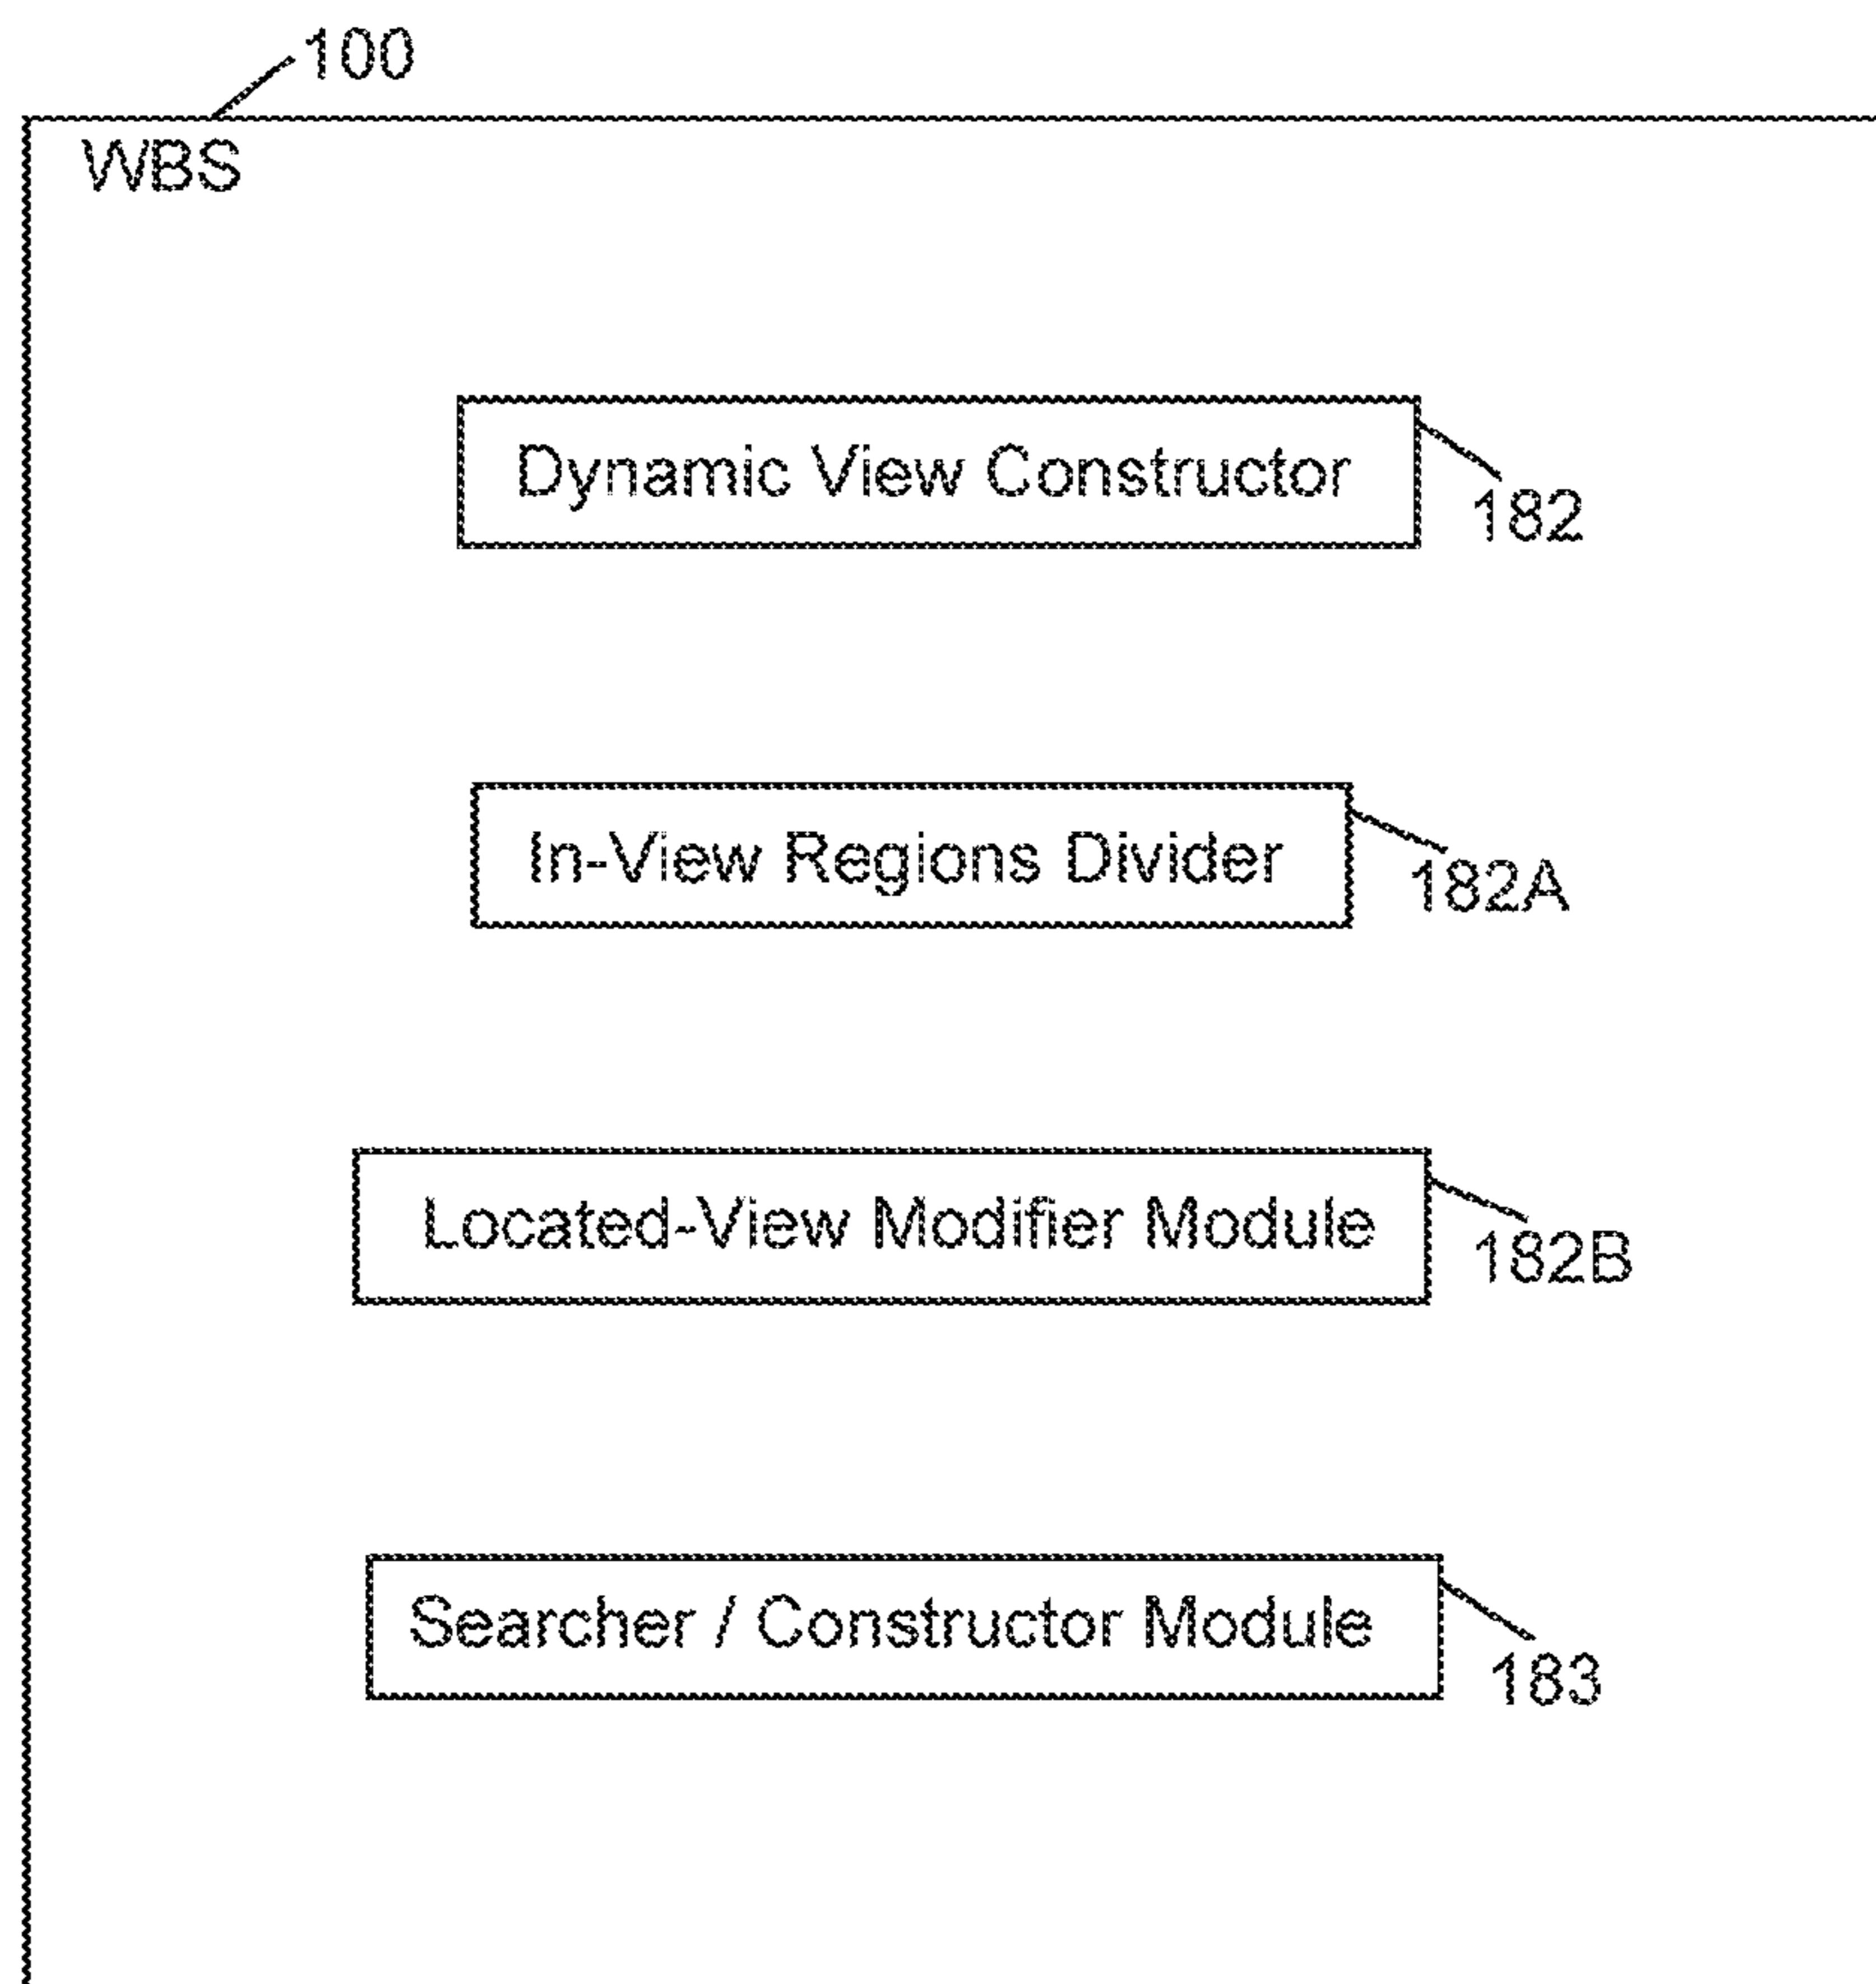 100
WBS
Dynamic View Constructor
182
In-View Regions Divider
182A
Located-View Modifier Module
182B
Searcher / Constructor Module
183